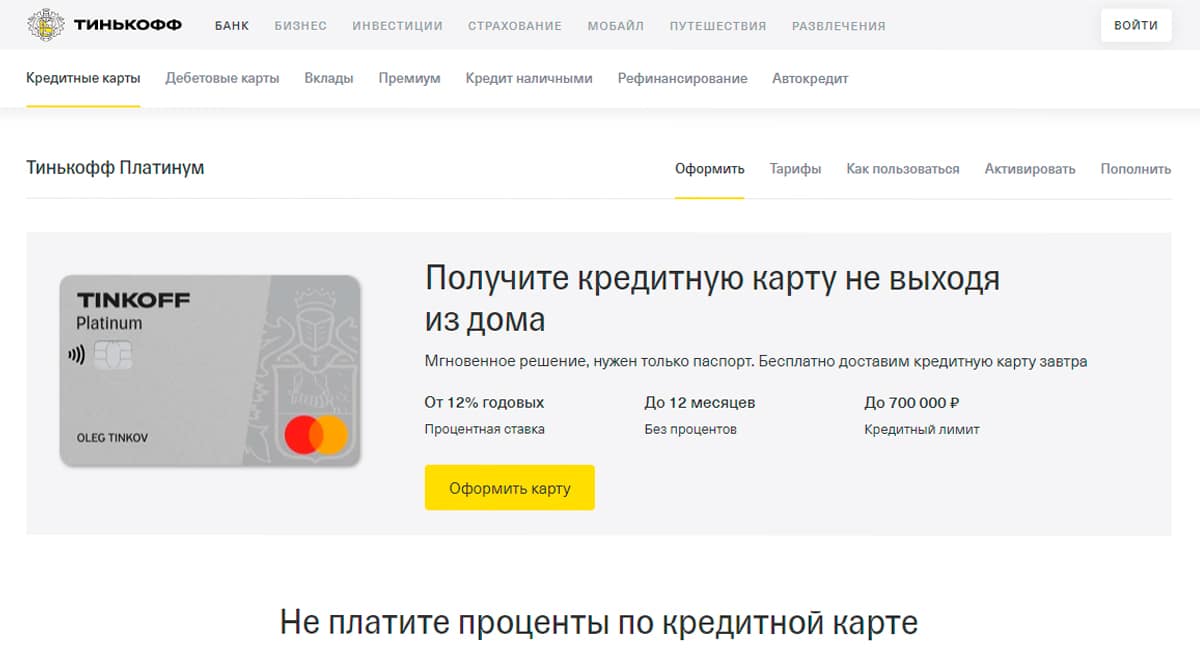 ТИНЬКОФФ БАНК БИЗНЕС ИНВЕСТИЦИИ СТРАХОВАНИЕ МОБАЙЛ ПУТЕШЕСТВИЯ РАЗВЛЕЧЕНИЯ ВОЙТИ
Кредитные карты Дебетовые карты Вклады Премиум Кредит наличными Рефинансирование Автокредит
Тинькофф Платинум Оформить Тарифы Как пользоваться Активировать Пополнить
TINKOFF
Platinum
OLEG TINKOV
Получите кредитную карту не выходя
из дома
Мгновенное решение, нужен только паспорт. Бесплатно доставим кредитную карту завтра
От 12% годовых До 12 месяцев До 700 000 ₽
Процентная ставка Без процентов Кредитный лимит
Оформить карту
Не платите проценты по кредитной карте